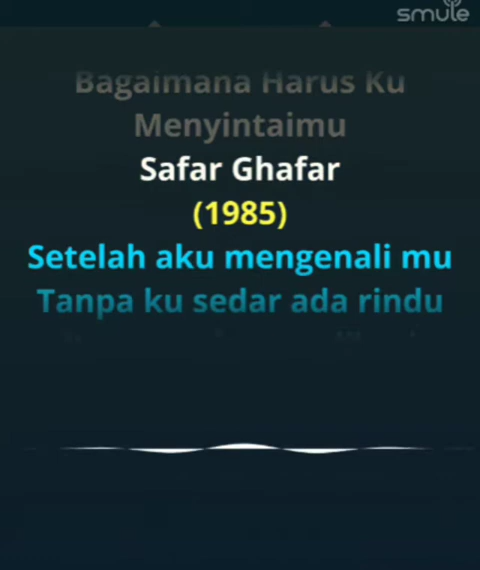 smule
Bagaimana Harus Ku
Menyintaimu
Safar Ghafar
(1985)
Setelah aku mengenali mu
Tanpa ku sedar ada rindu